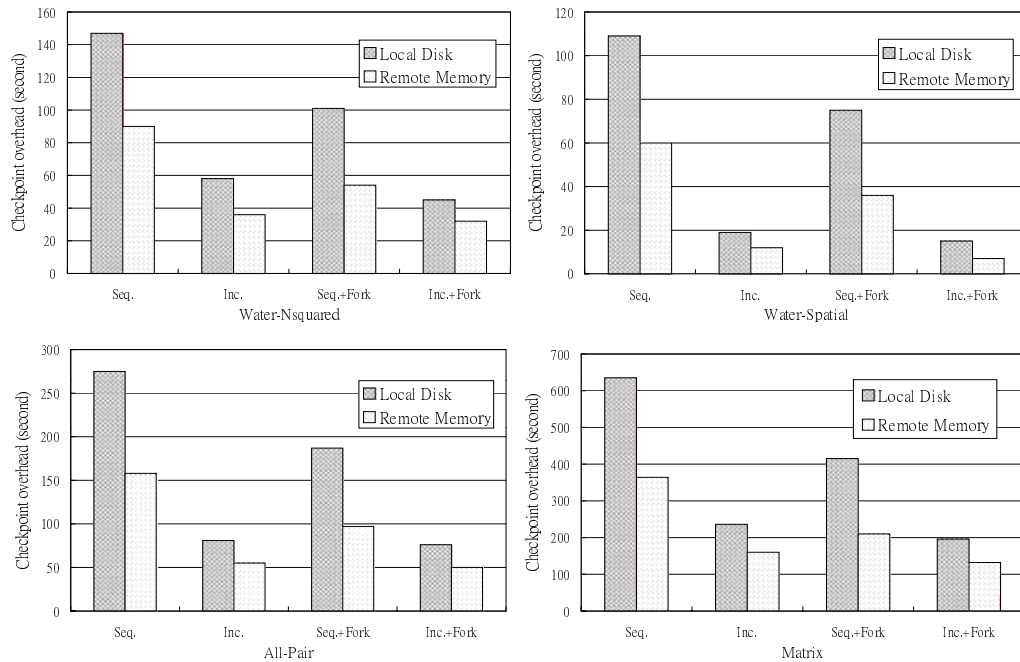 Checkpoint overhead (second)
160
140
120
100
80
60
40
20
0
Local Disk
Remote Memory
Seq. Inc. Seq.+Fork Inc.+Fork
Water-Nsquared
Checkpoint overhead (second)
120
100
80
60
40
20
0
Local Disk
Remote Memory
Seq. Inc. Seq.+Fork Inc.+Fork
Water-Spatial
Checkpoint overhead (second)
300
250
200
150
100
50
0
Local Disk
Remote Memory
Seq. Inc. Seq.+Fork Inc.+Fork
All-Pair
Checkpoint overhead (second)
700
600
500
400
300
200
100
0
Local Disk
Remote Memory
Seq. Inc. Seq.+Fork Inc.+Fork
Matrix